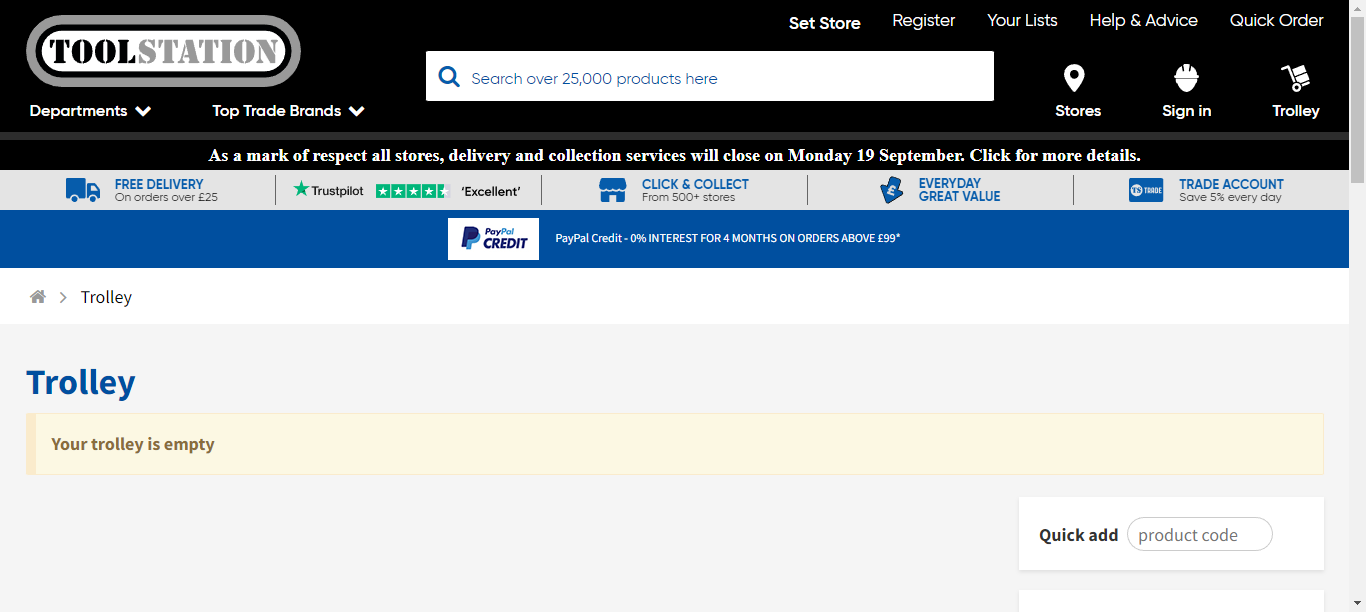 Set Store Register Your Lists Help & Advice Quick Order
TOOLSTATION
Search over 25,000 products here
Departments Top Trade Brands Stores Sign in Trolley
As a mark of respect all stores, delivery and collection services will close on Monday 19 September. Click for more details.
FREE DELIVERY
On orders over £25
Trustpilot 'Excellent'
CLICK & COLLECT
From 500+ stores
£
EVERYDAY
GREAT VALUE
TS TRADE
TRADE ACCOUNT
Save 5% every day
PayPal
CREDIT
PayPal Credit - 0% INTEREST FOR 4 MONTHS ON ORDERS ABOVE £99*
Trolley
Trolley
Your trolley is empty
Quick add product code